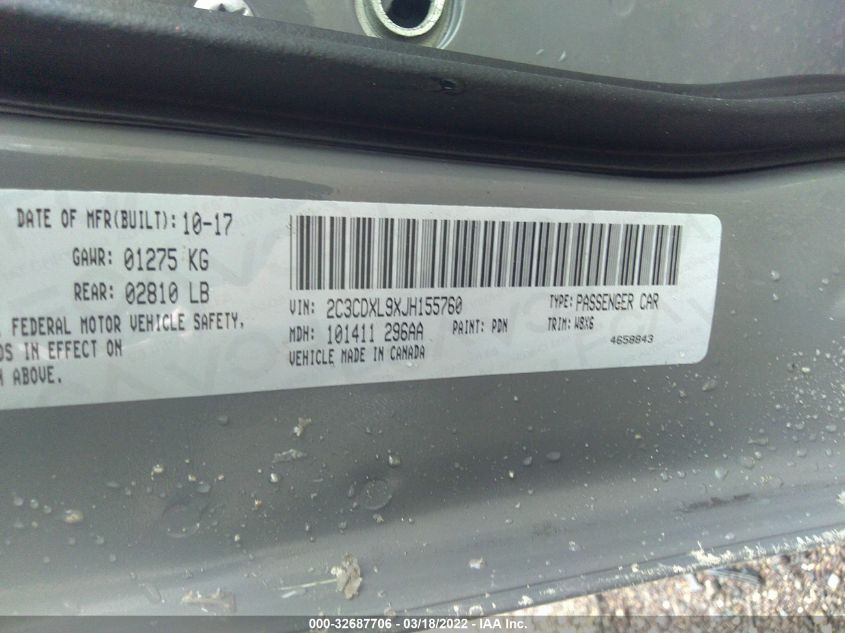 DATE OF MFR(BUILT): 10-17
GAWR: 01275 KG
REAR: 02810 LB
FEDERAL MOTOR VEHICLE SAFETY,
DS IN EFFECT ON
ABOVE.
VIN: 2C3CDXL9XJH155760
TYPE: PASSENGER CAR
MDH: 101411 296AA
PAINT: PDN
TRIM: W8X6
VEHICLE MADE IN CANADA
4658843
000-32687706 - 03/18/2022 - IAA Inc.